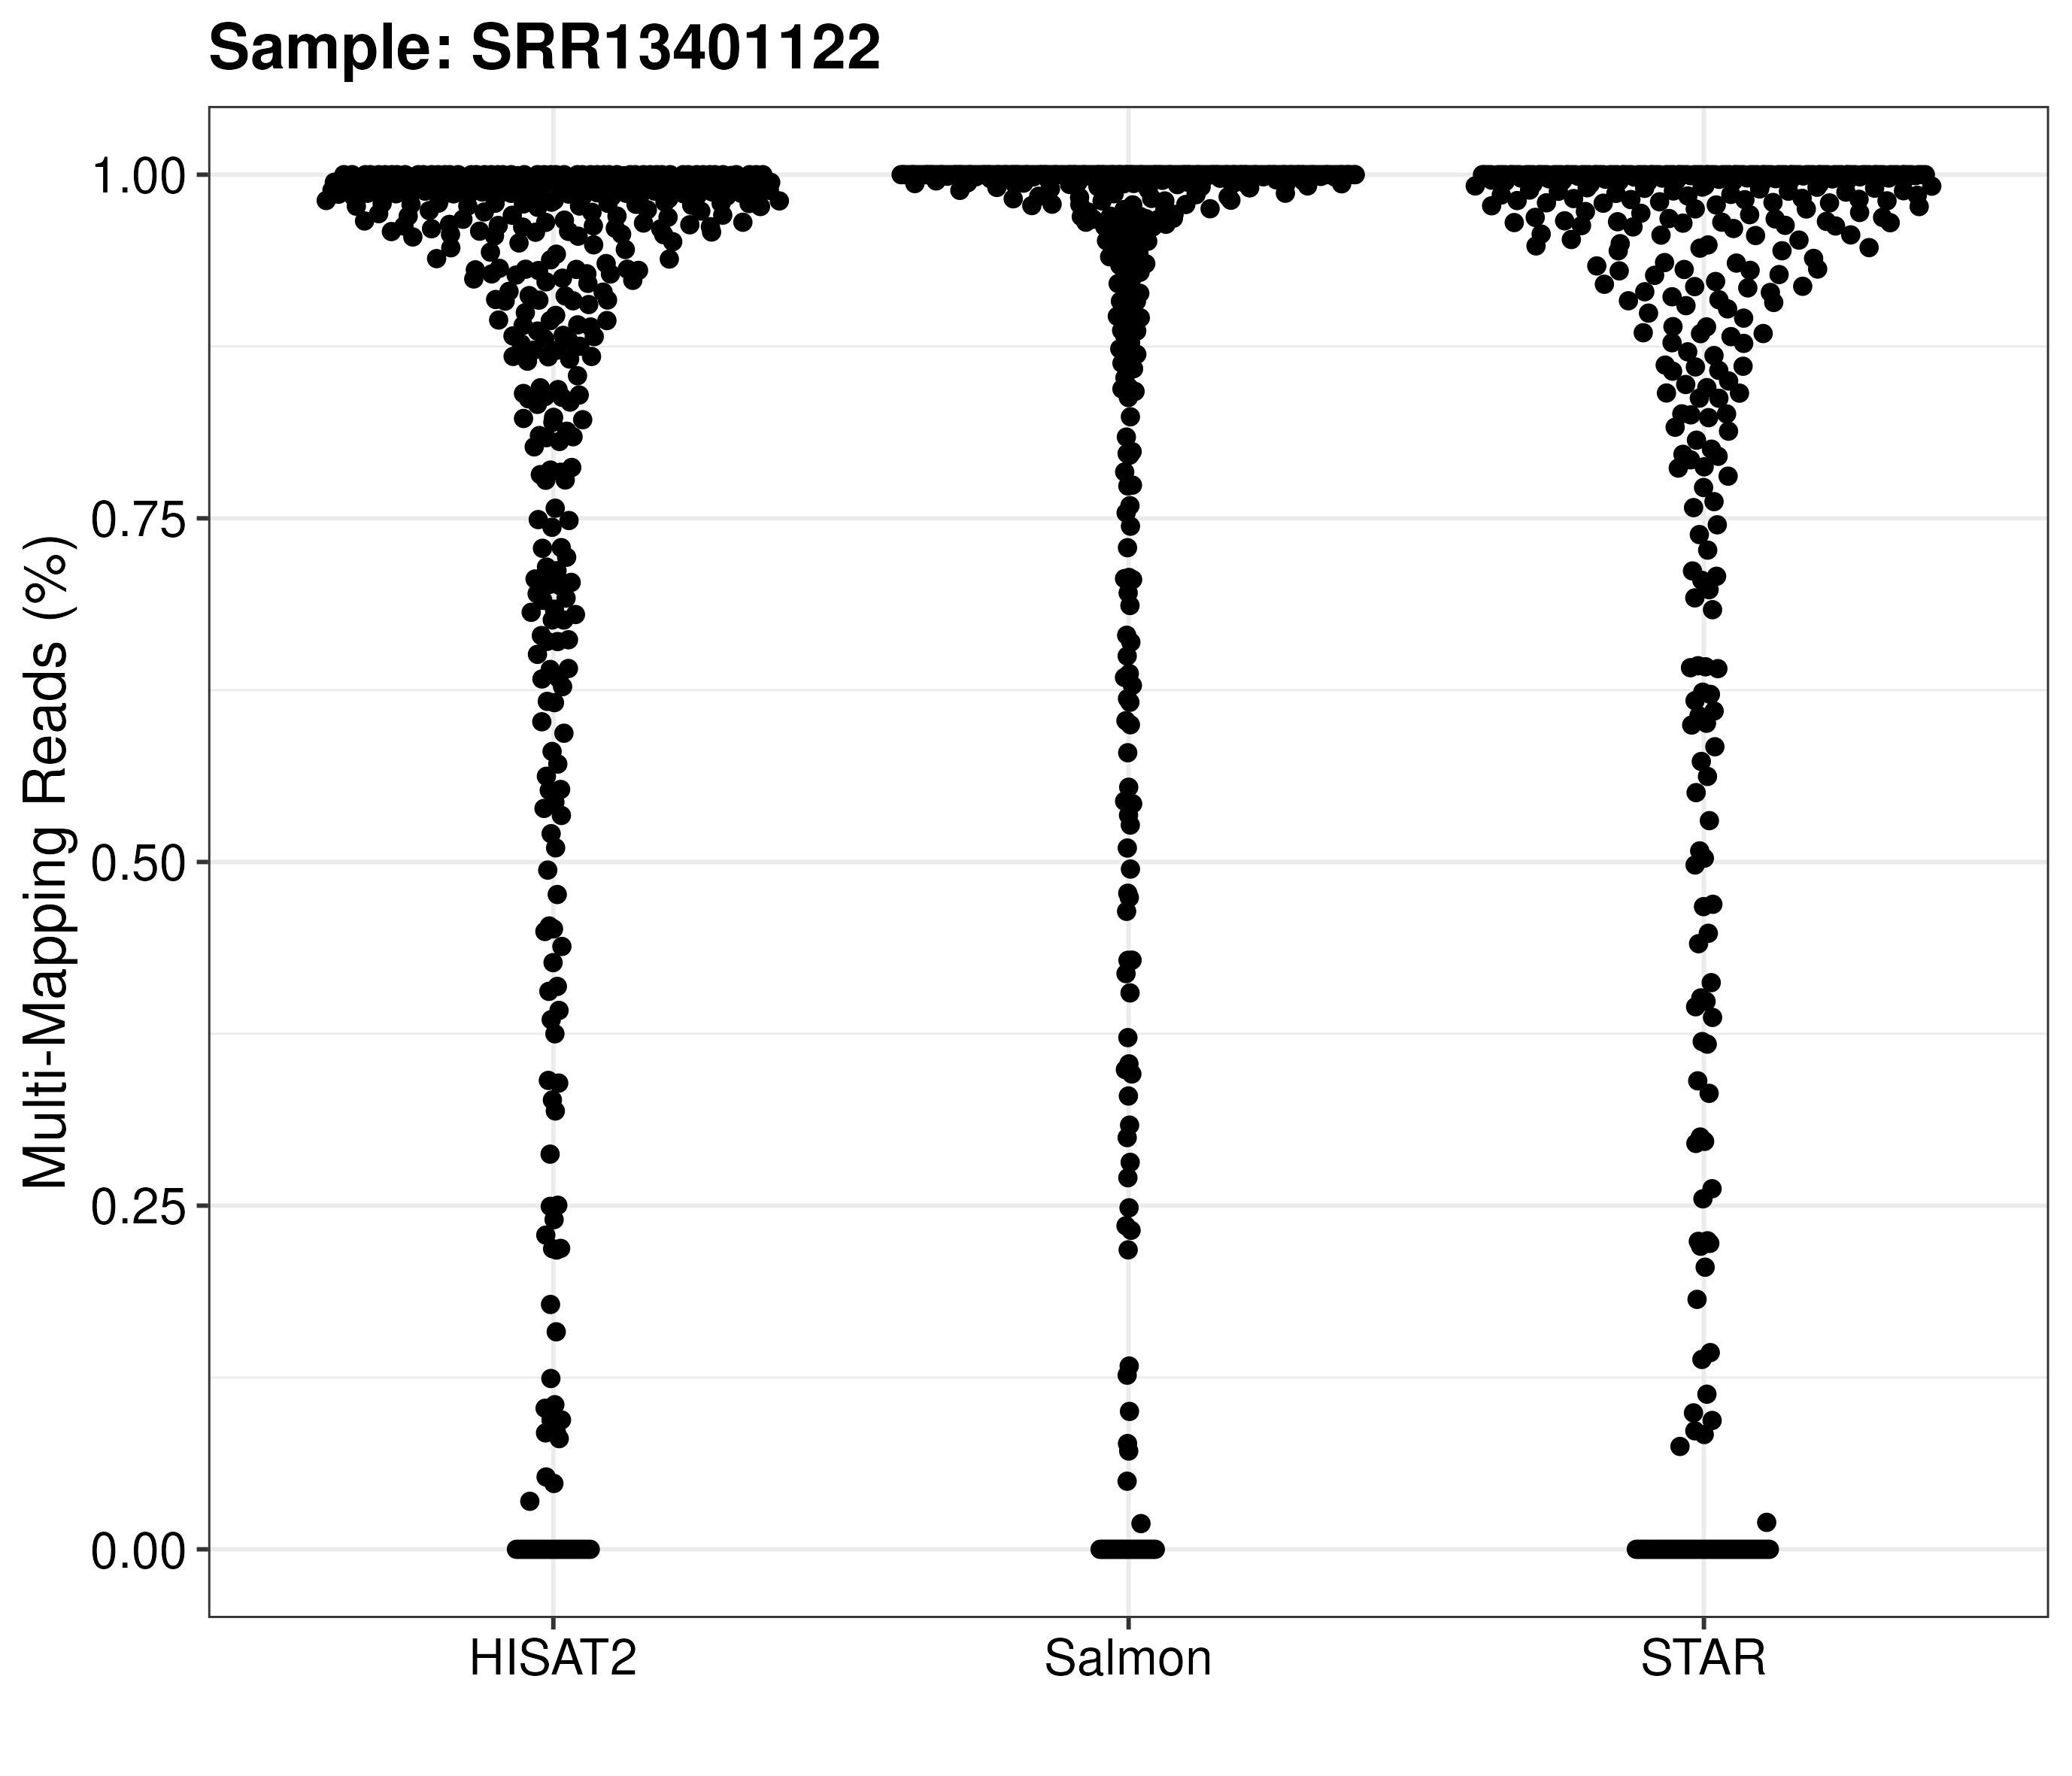 Sample: SRR13401122
Multi-Mapping Reads (%)
1.00
0.75
0.50
0.25
0.00
HISAT2
Salmon
STAR